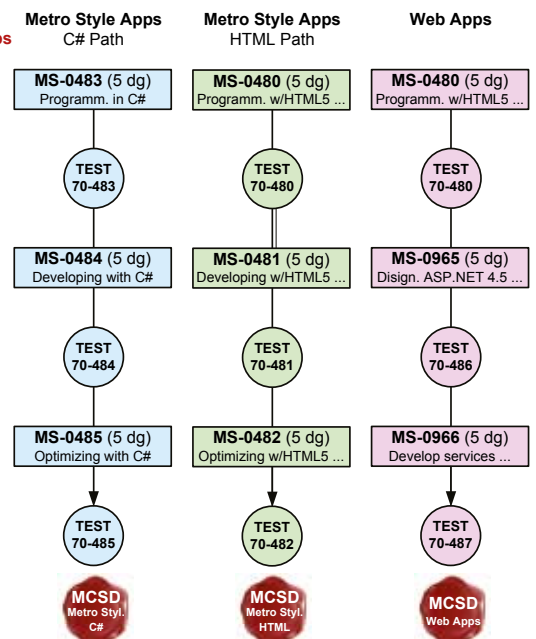 ps
Metro Style Apps
C# Path
MS-0483 (5 dg)
Programm. in C#
TEST
70-483
MS-0484 (5 dg)
Developing with C#
TEST
70-484
MS-0485 (5 dg)
Optimizing with C#
TEST
70-485
MCSD
Metro Styl.
C#
Metro Style Apps
HTML Path
MS-0480 (5 dg)
Programm. w/HTML5 ...
TEST
70-480
MS-0481 (5 dg)
Developing w/HTML5 ...
TEST
70-481
MS-0482 (5 dg)
Optimizing w/HTML5 ...
TEST
70-482
MCSD
Metro Styl.
HTML
Web Apps
MS-0480 (5 dg)
Programm. w/HTML5 ...
TEST
70-480
MS-0965 (5 dg)
Disign. ASP.NET 4.5 ...
TEST
70-486
MS-0966 (5 dg)
Develop services ...
TEST
70-487
MCSD
Web Apps